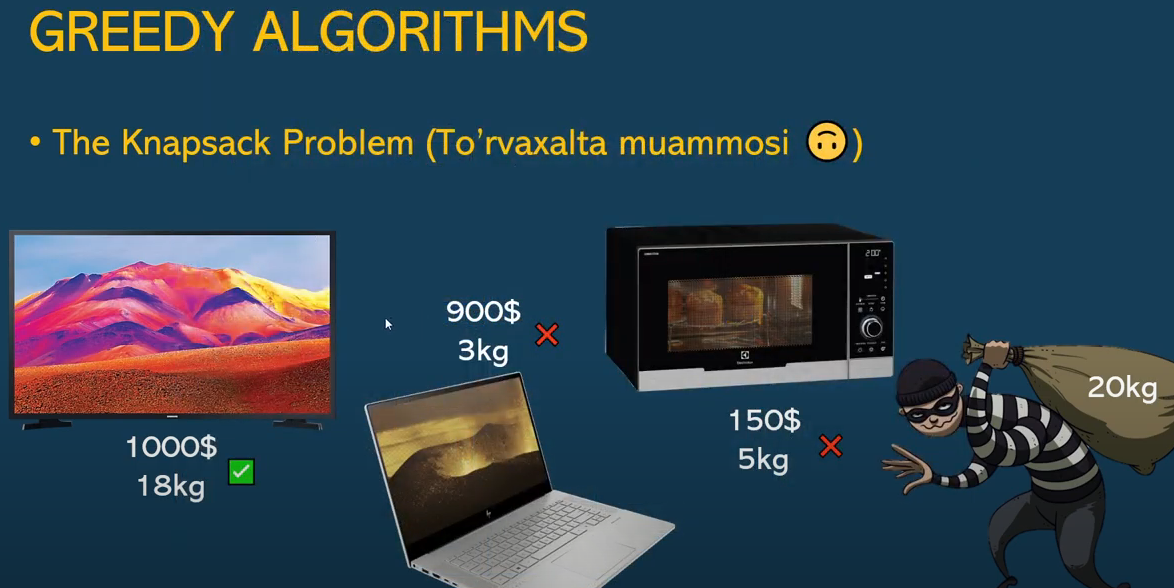 GREEDY ALGORITHMS
• The Knapsack Problem (To’rvaxalta muammosi 🙃)
900$
3kg
20kg
150$
5kg
1000$
18kg